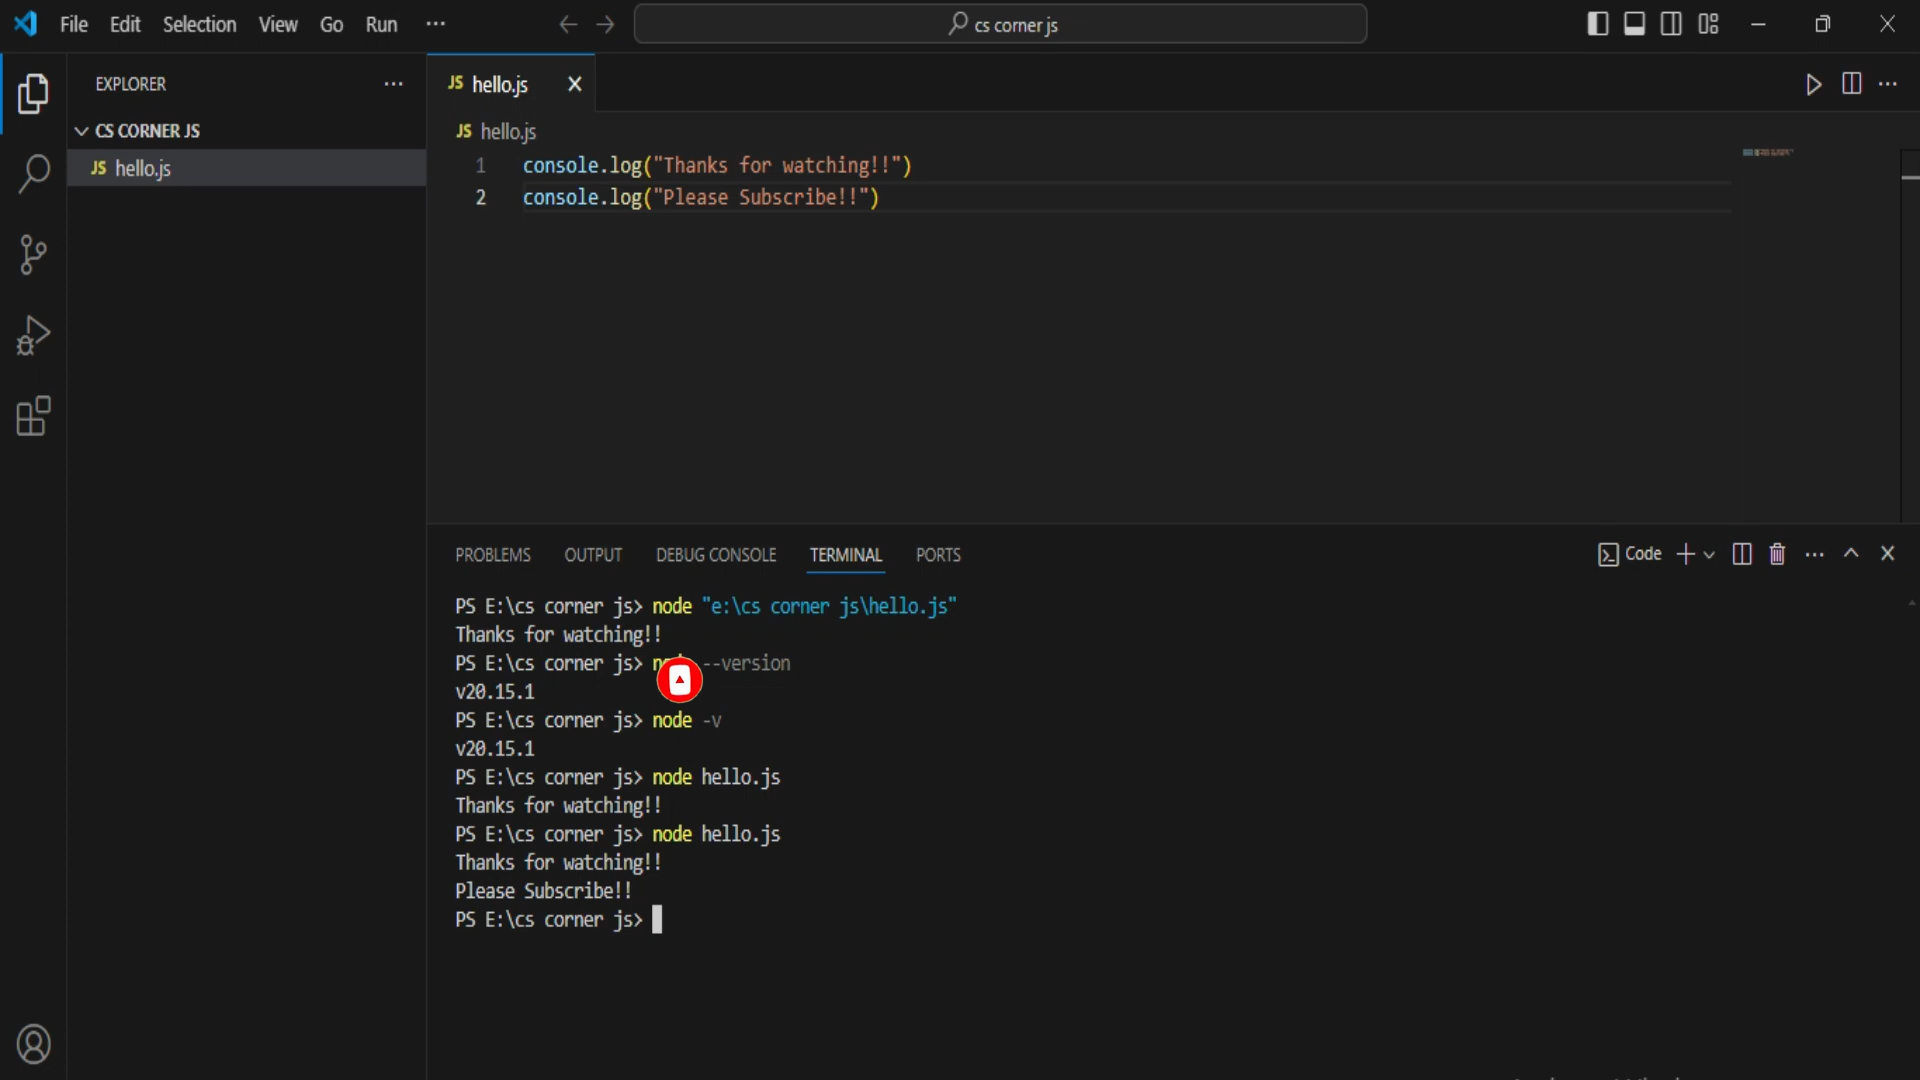 File Edit Selection View Go Run ...
cs corner js
EXPLORER ...
CS CORNER JS
JS hello.js
JS hello.js
JS hello.js
1 console.log("Thanks for watching!!")
2 console.log("Please Subscribe!!")
PROBLEMS OUTPUT DEBUG CONSOLE TERMINAL PORTS
Code
PS E:\cs corner js> node "e:\cs corner js\hello.js"
Thanks for watching!!
PS E:\cs corner js> --version
v20.15.1
PS E:\cs corner js> node -v
v20.15.1
PS E:\cs corner js> node hello.js
Thanks for watching!!
PS E:\cs corner js> node hello.js
Thanks for watching!!
Please Subscribe!!
PS E:\cs corner js>